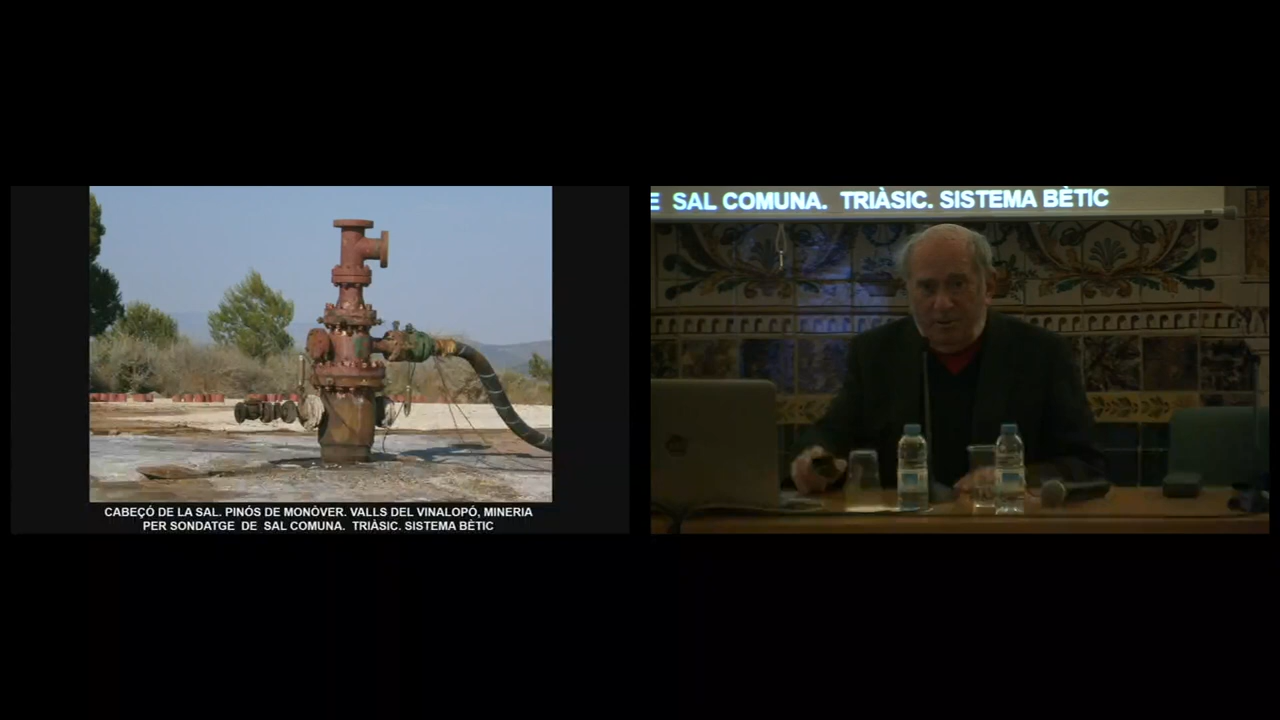 CABEÇÓ DE LA SAL. PINÓS DE MONÒVER. VALLS DEL VINALOPÓ, MINERIA
PER SONDATGE DE SAL COMUNA. TRIÀSIC. SISTEMA BÈTIC
E SAL COMUNA. TRIÀSIC. SISTEMA BÈTIC